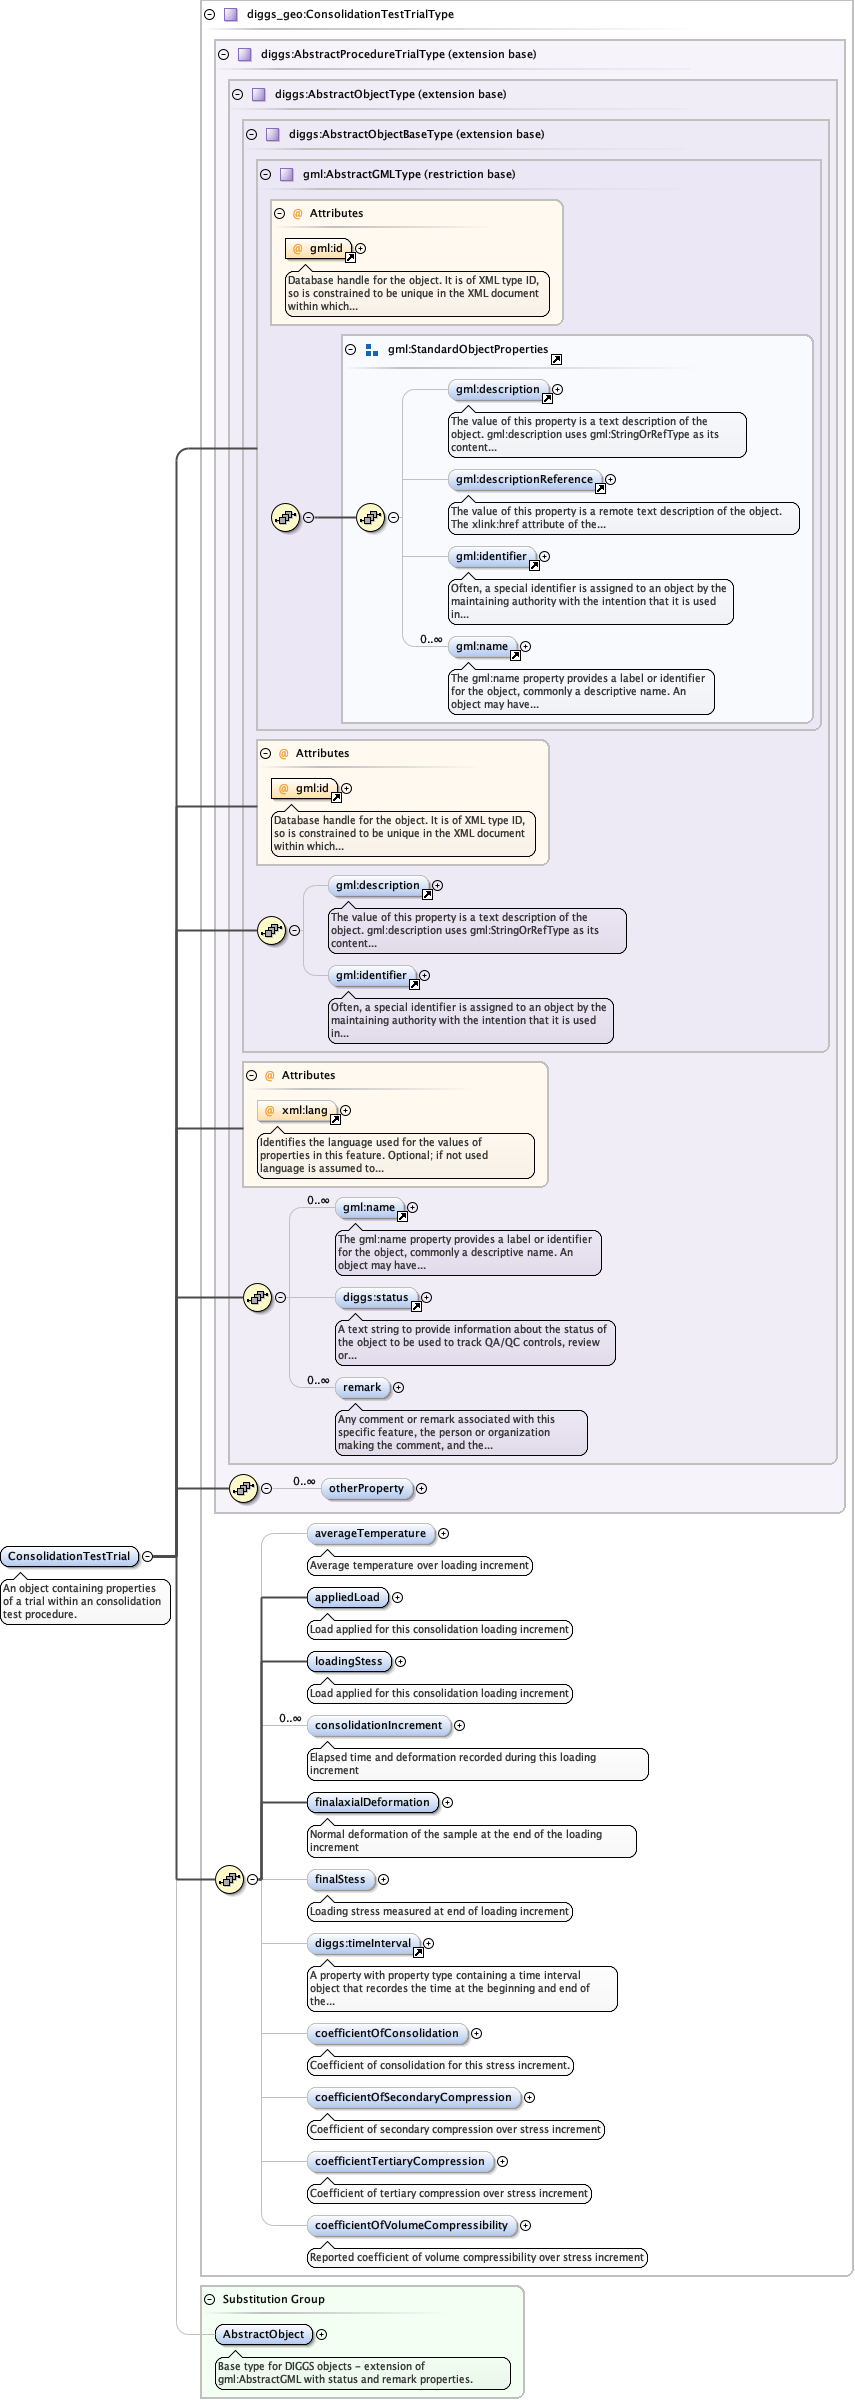 diggs_geo:ConsolidationTestTrialType
diggs:AbstractProcedureTrialType (extension base)
diggs:AbstractObjectType (extension base)
diggs:AbstractObjectBaseType (extension base)
gml:AbstractGMLType (restriction base)
@ Attributes
@ gml:id
Database handle for the object. It is of XML type ID,
so is constrained to be unique in the XML document
within which...
gml:StandardObjectProperties
gml:description
The value of this property is a text description of the
object. gml:description uses gml:StringOrRefType as its
content...
gml:descriptionReference
The value of this property is a remote text description of the object.
The xlink:href attribute of the...
gml:identifier
Often, a special identifier is assigned to an object by the
maintaining authority with the intention that it is used
in...
0..∞
gml:name
The gml:name property provides a label or identifier
for the object, commonly a descriptive name. An
object may have...
@ Attributes
@ gml:id
Database handle for the object. It is of XML type ID,
so is constrained to be unique in the XML document
within which...
gml:description
The value of this property is a text description of the
object. gml:description uses gml:StringOrRefType as its
content...
gml:identifier
Often, a special identifier is assigned to an object by the
maintaining authority with the intention that it is used
in...
@ Attributes
@ xml:lang
Identifies the language used for the values of
properties in this feature. Optional; if not used
language is assumed to...
0..∞
gml:name
The gml:name property provides a label or identifier
for the object, commonly a descriptive name. An
object may have...
diggs:status
A text string to provide information about the status of
the object to be used to track QA/QC controls, review
or...
0..∞
remark
Any comment or remark associated with this
specific feature, the person or organization
making the comment, and the...
0..∞
otherProperty
ConsolidationTestTrial
An object containing properties
of a trial within an consolidation
test procedure.
averageTemperature
Average temperature over loading increment
appliedLoad
Load applied for this consolidation loading increment
loadingStess
Load applied for this consolidation loading increment
0..∞
consolidationIncrement
Elapsed time and deformation recorded during this loading
increment
finalaxialDeformation
Normal deformation of the sample at the end of the loading
increment
finalStess
Loading stress measured at end of loading increment
diggs:timeInterval
A property with property type containing a time interval
object that recordes the time at the beginning and end of
the...
coefficientOfConsolidation
Coefficient of consolidation for this stress increment.
coefficientOfSecondaryCompression
Coefficient of secondary compression over stress increment
coefficientTertiaryCompression
Coefficient of tertiary compression over stress increment
coefficientOfVolumeCompressibility
Reported coefficient of volume compressibility over stress increment
Substitution Group
AbstractObject
Base type for DIGGS objects - extension of
gml:AbstractGML with status and remark properties.